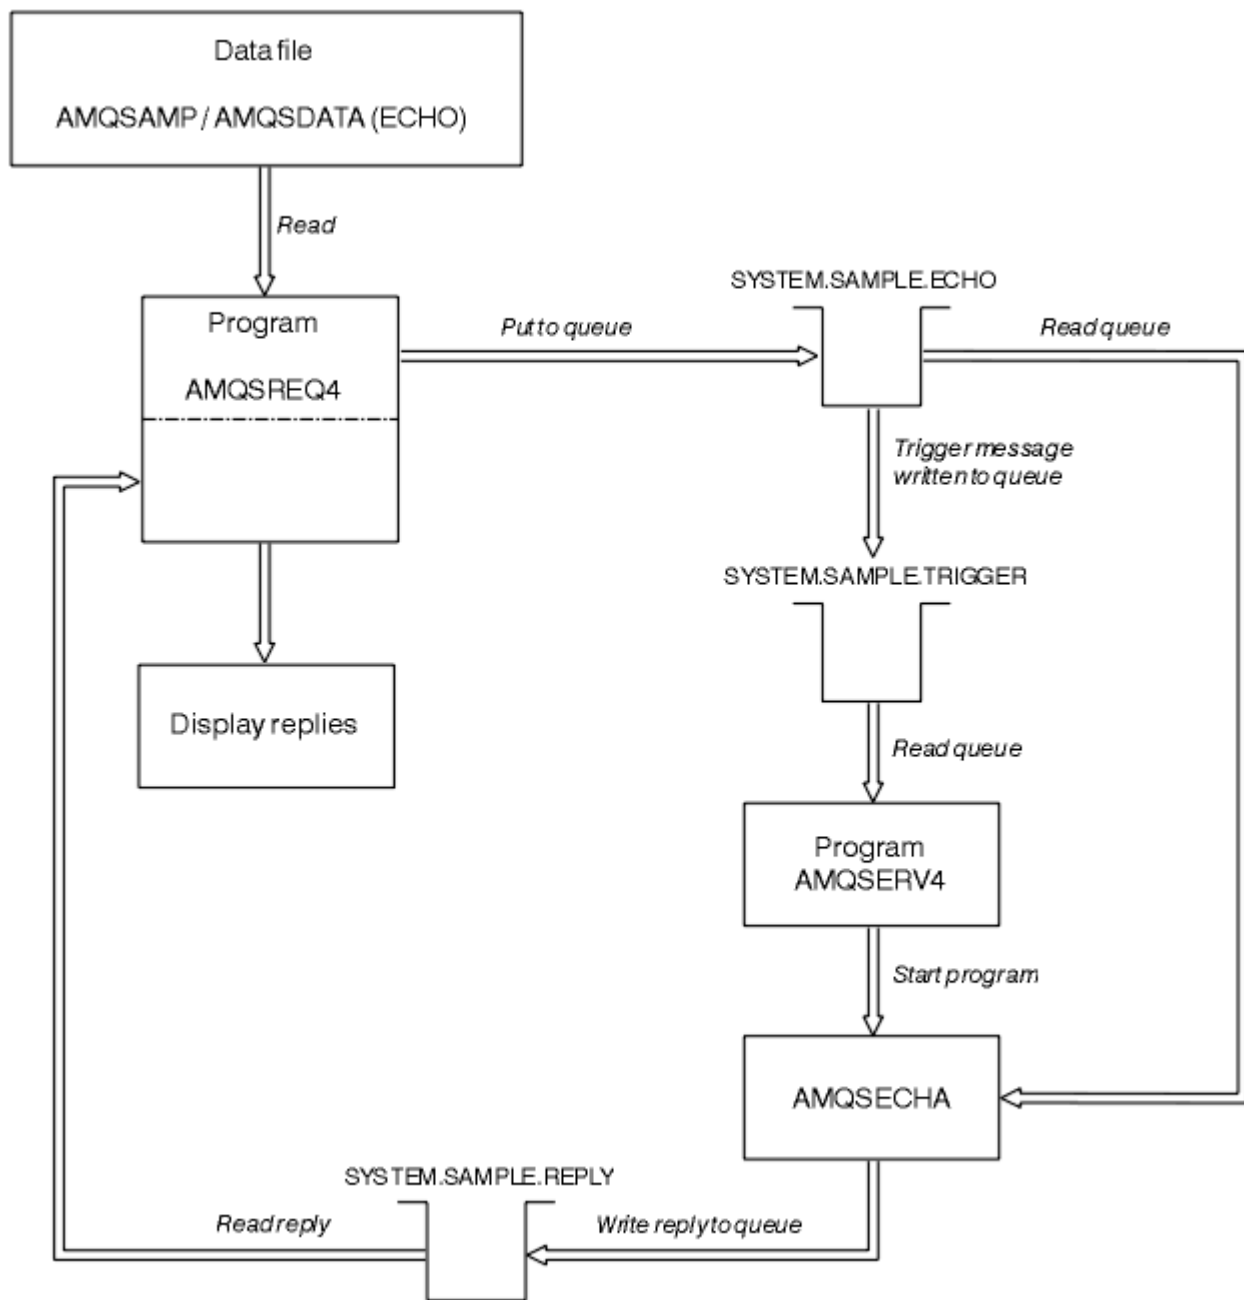 Data file
AMQSAMP / AMQSDATA (ECHO)
Read
SYSTEM.SAMPLE.ECHO
Program
Put to queue
Read queue
AMQSREQ4
Trigger message
written to queue
SYSTEM.SAMPLE.TRIGGER
Display replies
Read queue
Program
AMQSERV4
Start program
AMQSECHA
SYSTEM.SAMPLE.REPLY
Read reply
Write reply to queue